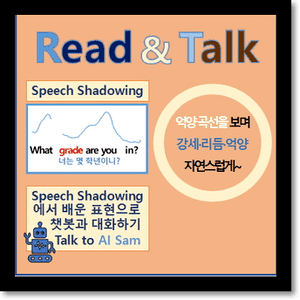 Read & Talk
Speech Shadowing
What grade are you in?
너는 몇 학년이니?
억양 곡선을 보며
강세·리듬·억양
자연스럽게~
Speech Shadowing
에서 배운 표현으로
챗봇과 대화하기
Talk to AI Sam